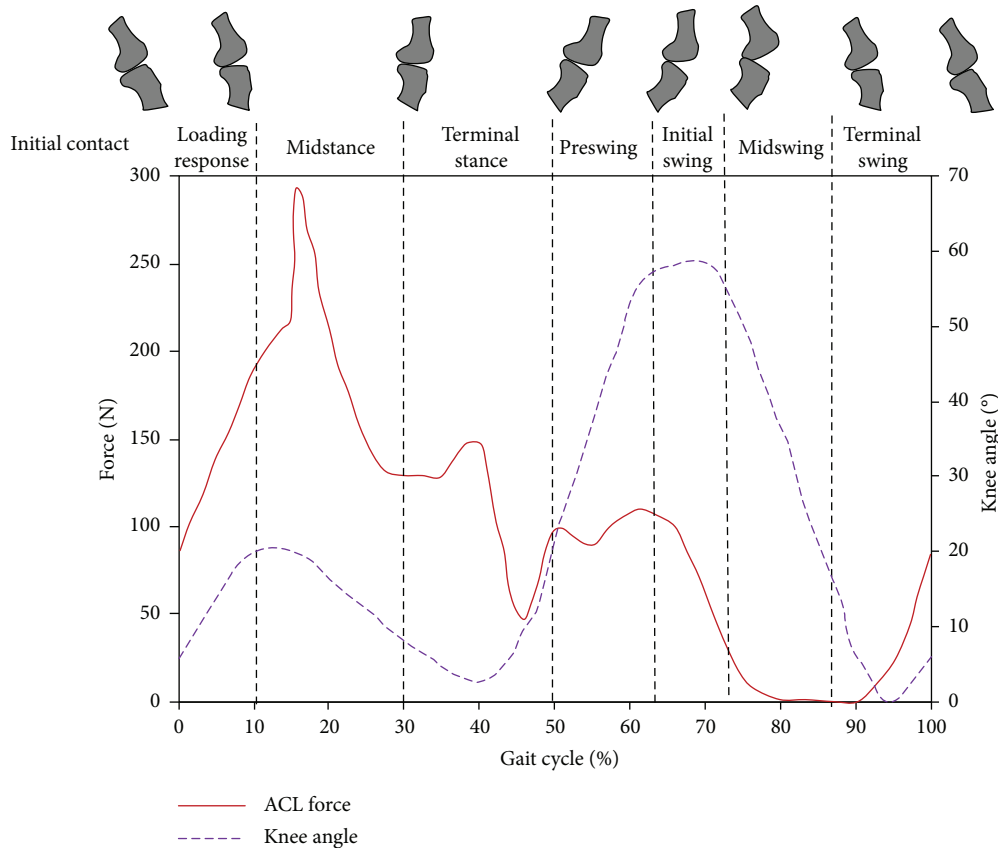 Initial contact
Loading
response
Midstance
Terminal
stance
Preswing
Initial
swing
Midswing
Terminal
swing
300
250
200
150
100
50
0
Force (N)
70
60
50
40
30
20
10
0
Knee angle (°)
0 10 20 30 40 50 60 70 80 90 100
Gait cycle (%)
ACL force
Knee angle